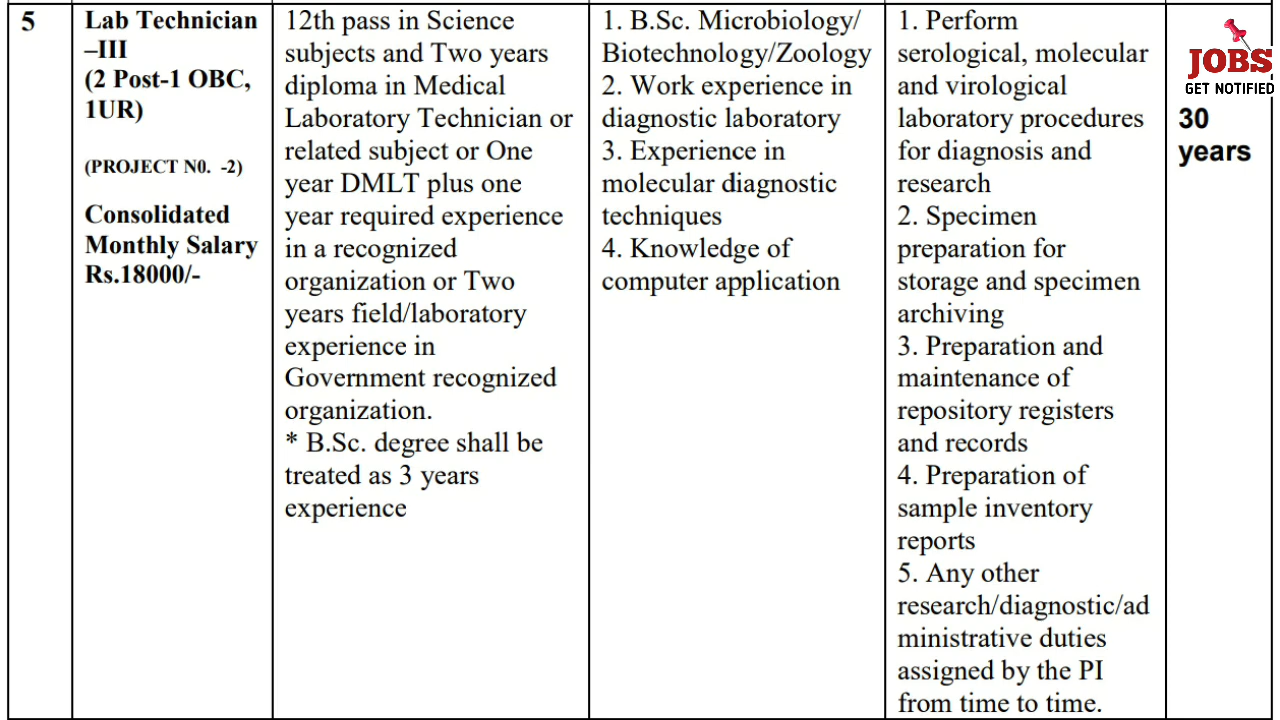 5
Lab Technician
–III
(2 Post-1 OBC,
1UR)
(PROJECT N0. -2)
Consolidated
Monthly Salary
Rs.18000/-
12th pass in Science
subjects and Two years
diploma in Medical
Laboratory Technician or
related subject or One
year DMLT plus one
year required experience
in a recognized
organization or Two
years field/laboratory
experience in
Government recognized
organization.
* B.Sc. degree shall be
treated as 3 years
experience
1. B.Sc. Microbiology/
Biotechnology/Zoology
2. Work experience in
diagnostic laboratory
3. Experience in
molecular diagnostic
techniques
4. Knowledge of
computer application
1. Perform
serological, molecular
and virological
laboratory procedures
for diagnosis and
research
2. Specimen
preparation for
storage and specimen
archiving
3. Preparation and
maintenance of
repository registers
and records
4. Preparation of
sample inventory
reports
5. Any other
research/diagnostic/ad
ministrative duties
assigned by the PI
from time to time.
JOBS
GET NOTIFIED
30
years